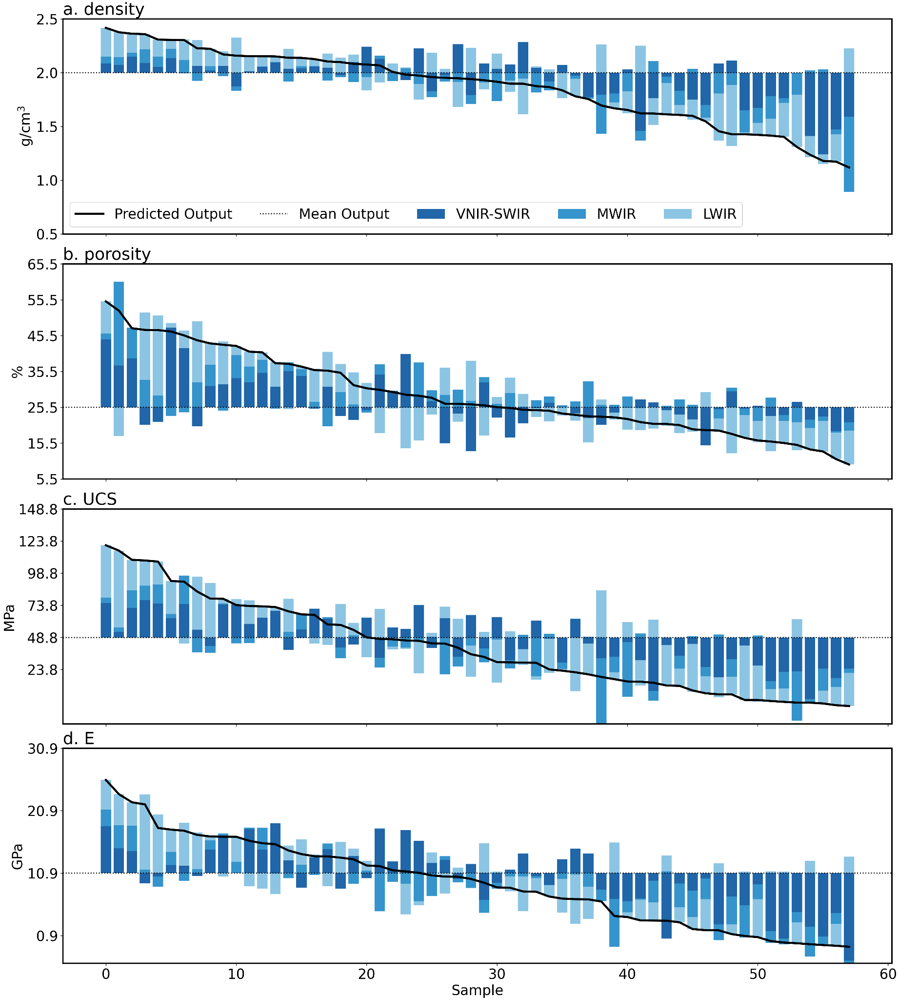 a. density
2.5
2.0
1.5
1.0
0.5
g/cm³
Predicted Output Mean Output VNIR-SWIR MWIR LWIR
b. porosity
65.5
55.5
45.5
35.5
25.5
15.5
5.5
%
c. UCS
148.8
123.8
98.8
73.8
48.8
23.8
MPa
d. E
30.9
20.9
10.9
0.9
GPa
0 10 20 30 40 50 60
Sample